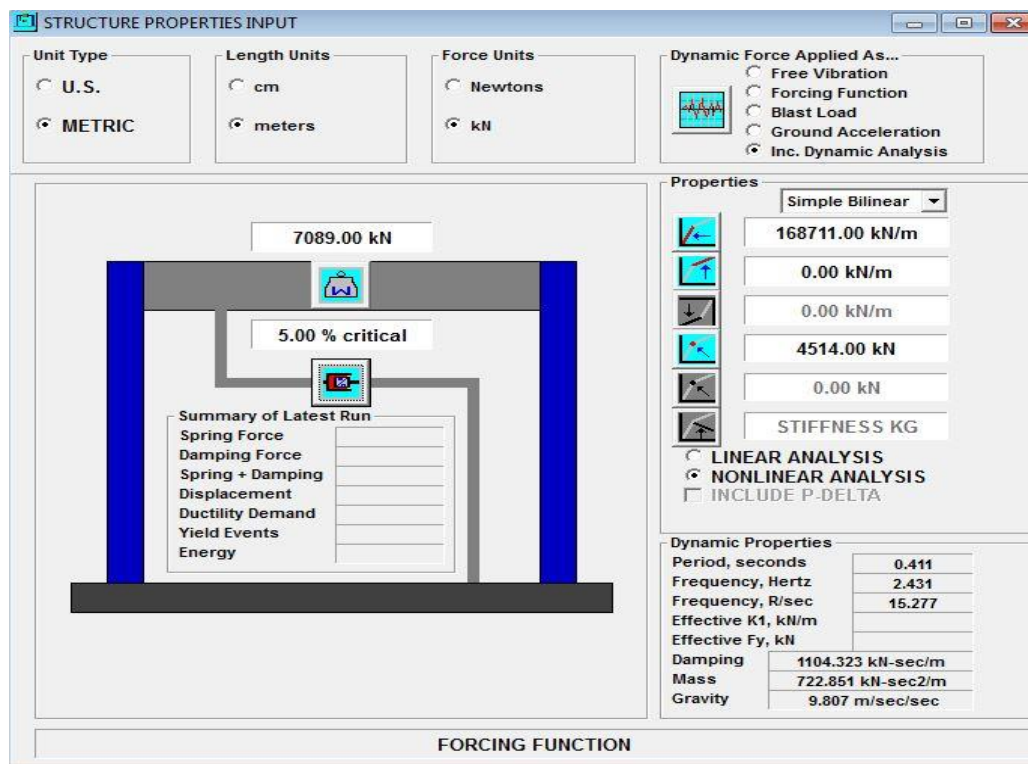 STRUCTURE PROPERTIES INPUT
Unit Type
U.S.
METRIC
Length Units
cm
meters
Force Units
Newtons
kN
Dynamic Force Applied As...
Free Vibration
Forcing Function
Blast Load
Ground Acceleration
Inc. Dynamic Analysis
7089.00 kN
W
5.00 % critical
%
Summary of Latest Run
Spring Force
Damping Force
Spring + Damping
Displacement
Ductility Demand
Yield Events
Energy
Properties
Simple Bilinear
168711.00 kN/m
0.00 kN/m
0.00 kN/m
4514.00 kN
0.00 kN
STIFFNESS KG
LINEAR ANALYSIS
NONLINEAR ANALYSIS
INCLUDE P-DELTA
Dynamic Properties
Period, seconds 0.411
Frequency, Hertz 2.431
Frequency, R/sec 15.277
Effective K1, kN/m
Effective Fy, kN
Damping 1104.323 kN-sec/m
Mass 722.851 kN-sec2/m
Gravity 9.807 m/sec/sec
FORCING FUNCTION